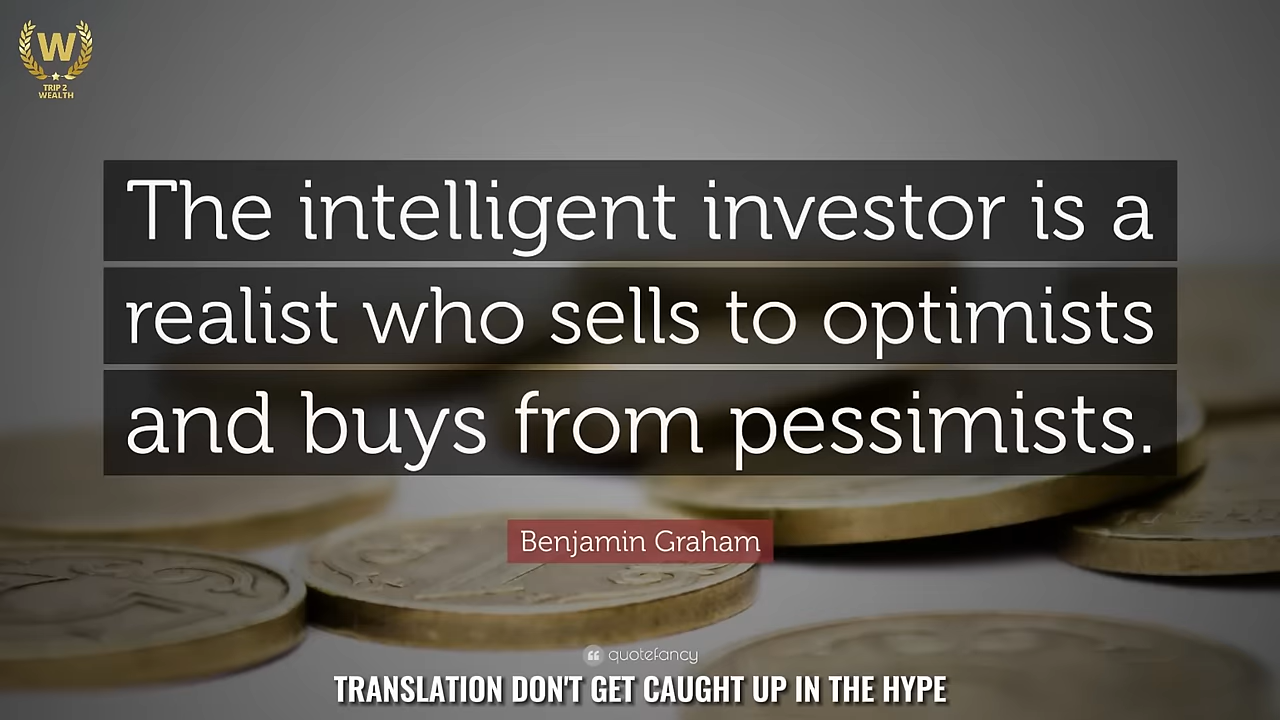 W
TRIP 2
WEALTH
The intelligent investor is a
realist who sells to optimists
and buys from pessimists.
Benjamin Graham
quotefancy
TRANSLATION DON'T GET CAUGHT UP IN THE HYPE